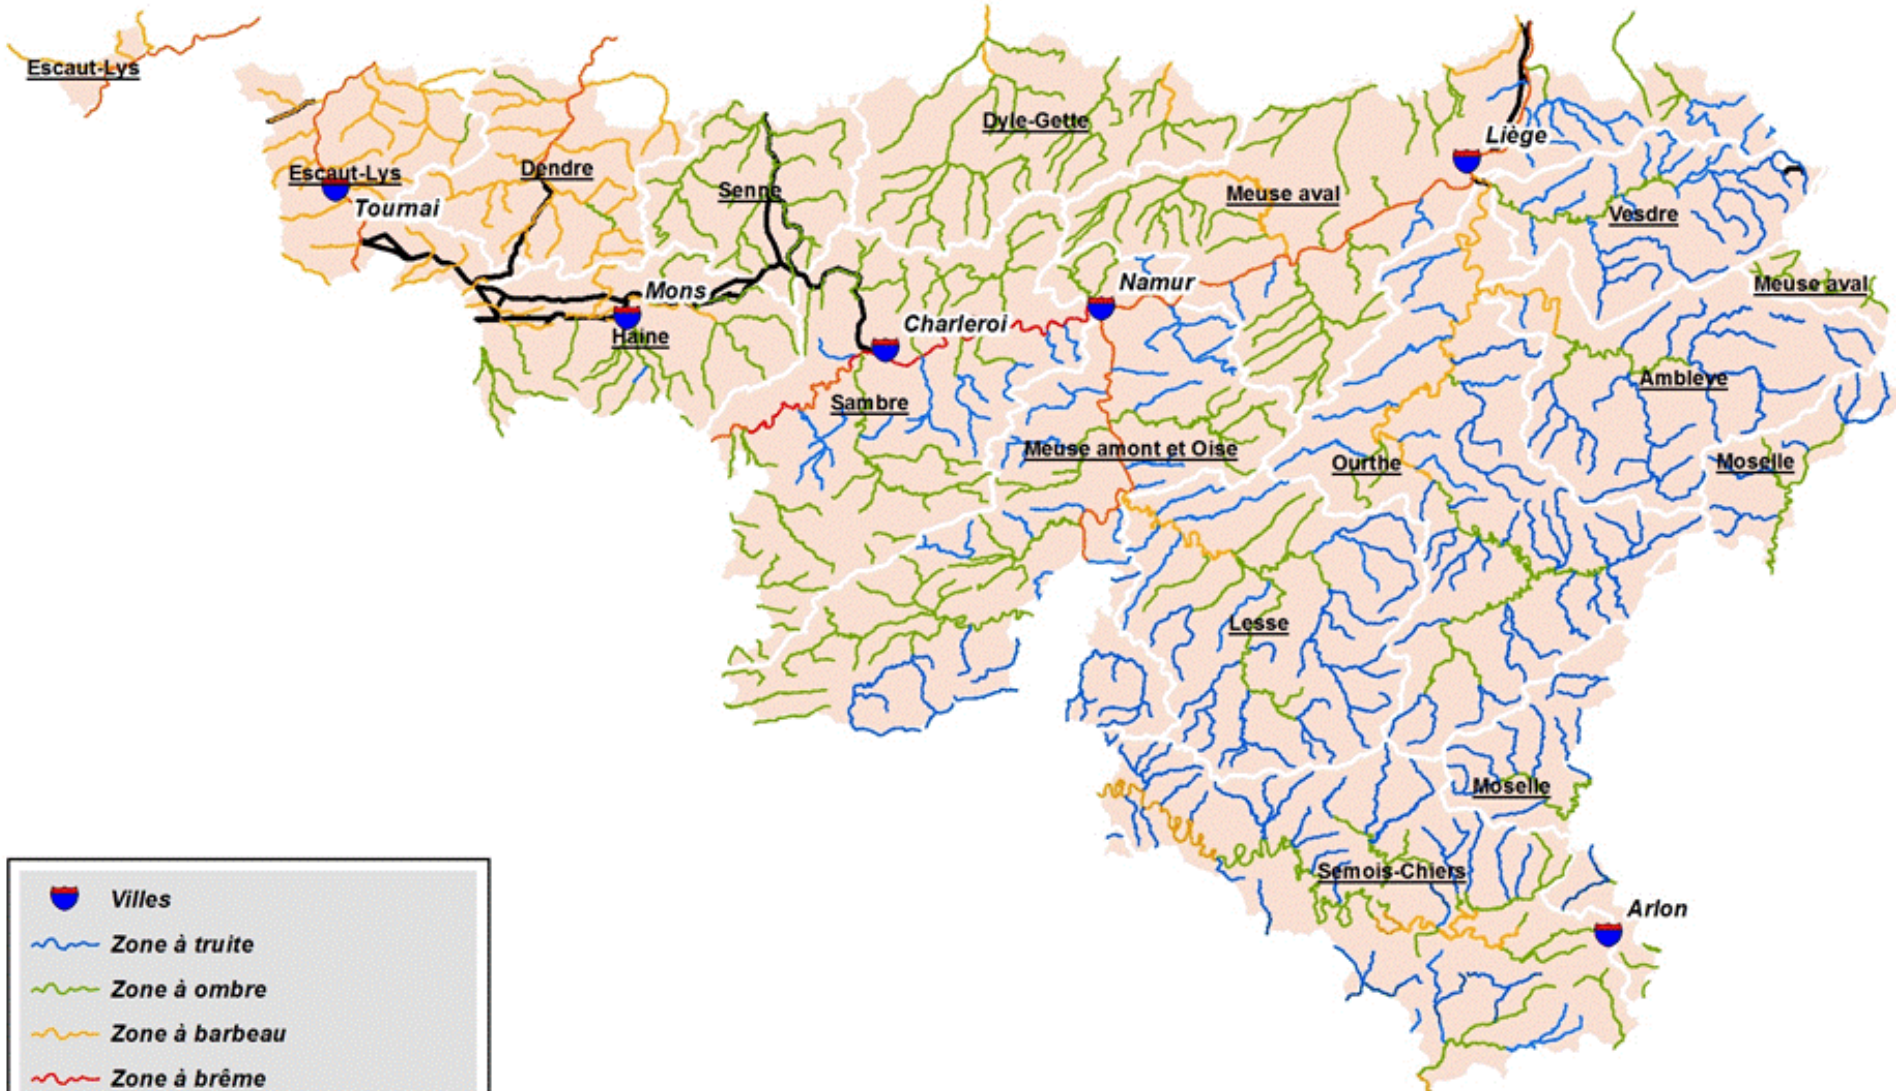 Escaut-Lys
Dyle-Gette
Liège
Escaut-Lys
Dendre
Senne
Meuse aval
Tournai
Vesdre
Mons
Namur
Meuse aval
Charleroi
Haine
Amblève
Sambre
Meuse amont et Oise
Ourthe
Moselle
Lesse
Moselle
Semois-Chiers
Arlon
Villes
Zone à truite
Zone à ombre
Zone à barbeau
Zone à brême